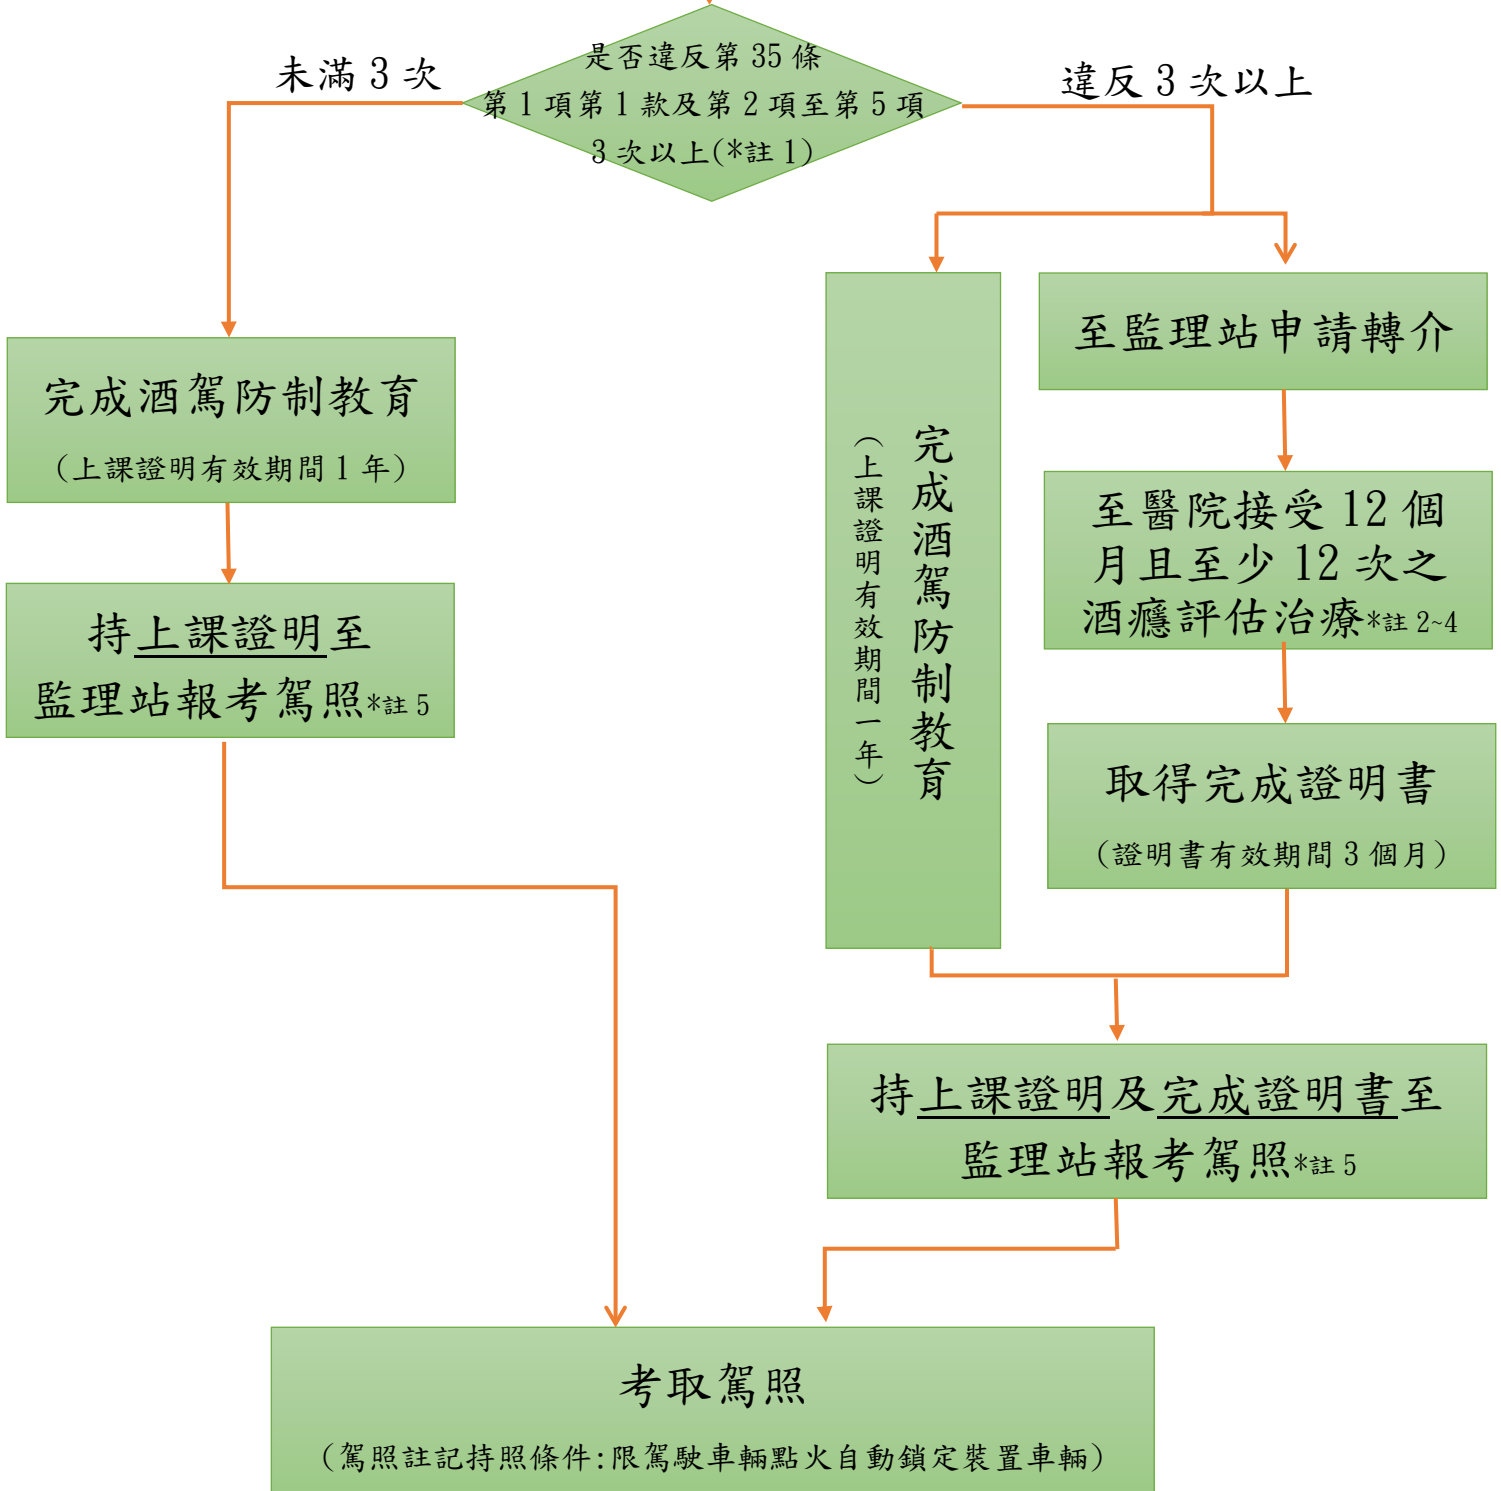 是否違反第 35 條
第 1 項第 1 款及第 2 項至第 5 項
3 次以上(*註 1)
未滿 3 次
違反 3 次以上
完成酒駕防制教育
(上課證明有效期間 1 年)
持上課證明至
監理站報考駕照*註 5
完成酒駕防制教育
(上課證明有效期間一年)
至監理站申請轉介
至醫院接受 12 個
月且至少 12 次之
酒癮評估治療*註 2~4
取得完成證明書
(證明書有效期間 3 個月)
持上課證明及完成證明書至
監理站報考駕照*註 5
考取駕照
(駕照註記持照條件:限駕駛車輛點火自動鎖定裝置車輛)